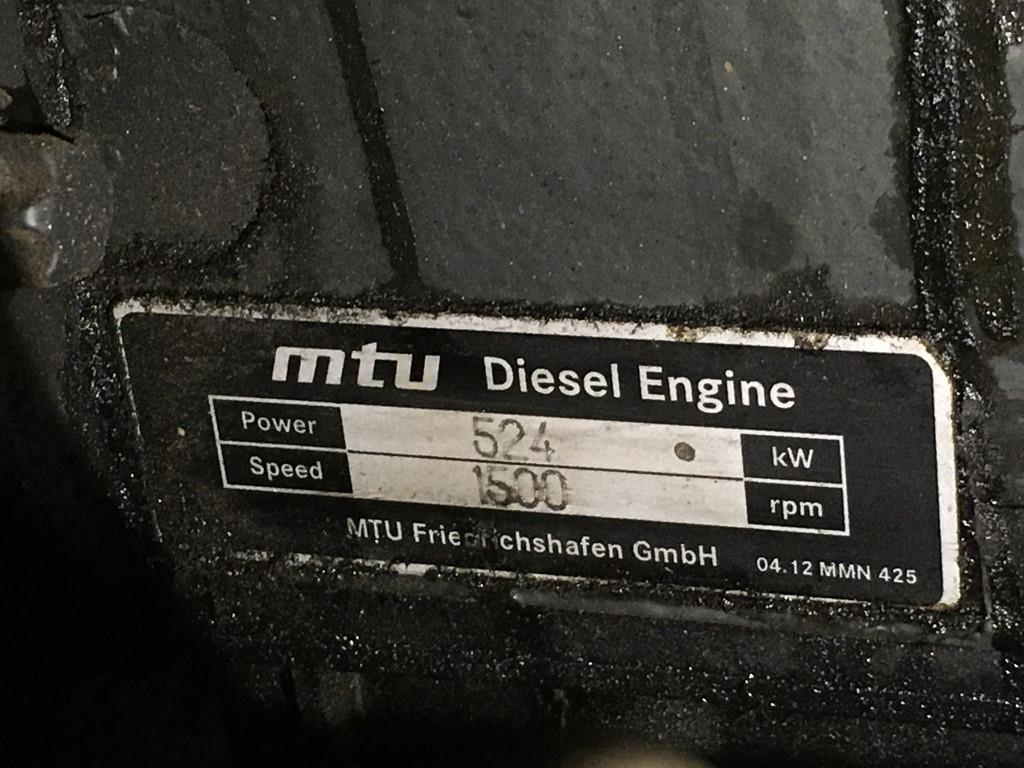 mtu Diesel Engine
Power 524 kW
Speed 1500 rpm
MTU Friedrichshafen GmbH 04.12 MMN 425